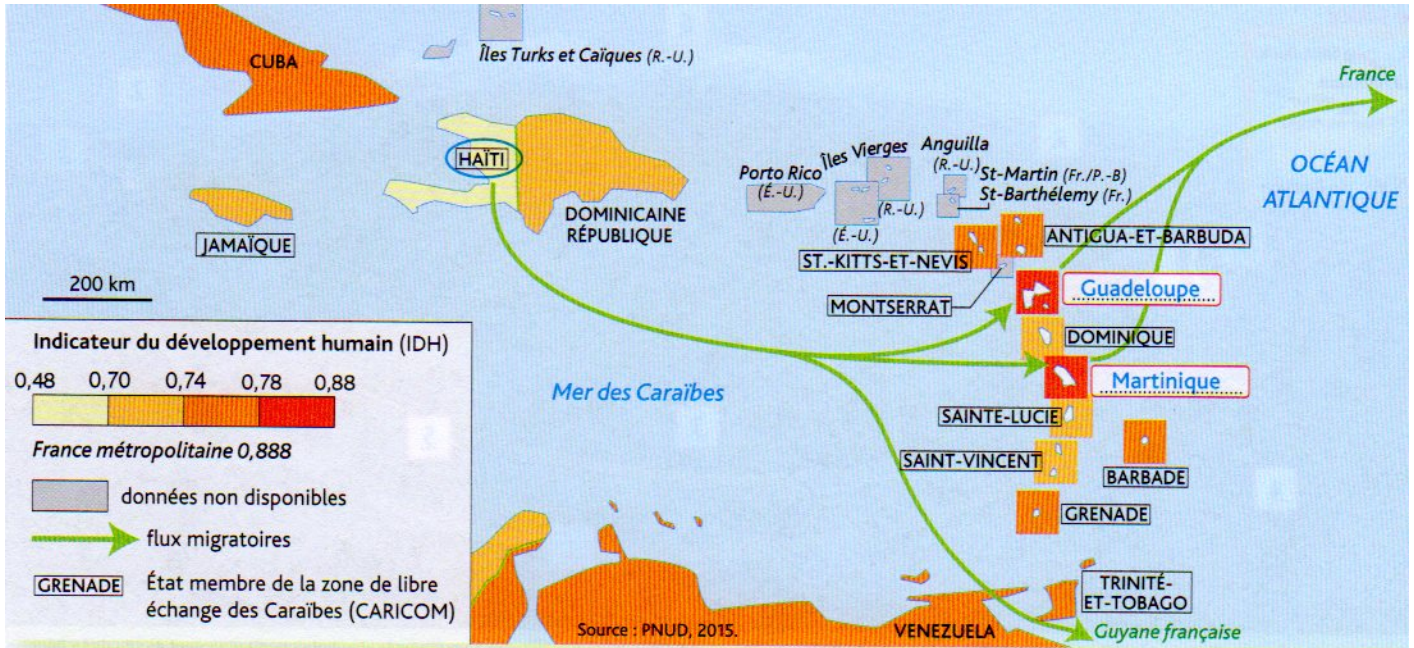 CUBA
Îles Turks et Caïques (R.-U.)
HAÏTI
DOMINICAINE
RÉPUBLIQUE
JAMAÏQUE
Porto Rico
(É.-U.)
Îles Vierges
(R.-U.)
(É.-U.)
Anguilla
(R.-U.)
St-Martin (Fr./P.-B)
St-Barthélemy (Fr.)
France
OCÉAN
ATLANTIQUE
ANTIGUA-ET-BARBUDA
ST.-KITTS-ET-NEVIS
MONTSERRAT
Guadeloupe
DOMINIQUE
Martinique
SAINTE-LUCIE
SAINT-VINCENT
BARBADE
GRENADE
TRINITÉ-
ET-TOBAGO
Guyane française
VENEZUELA
Mer des Caraïbes
200 km
Indicateur du développement humain (IDH)
0,48 0,70 0,74 0,78 0,88
France métropolitaine 0,888
données non disponibles
flux migratoires
GRENADE État membre de la zone de libre
échange des Caraïbes (CARICOM)
Source : PNUD, 2015.